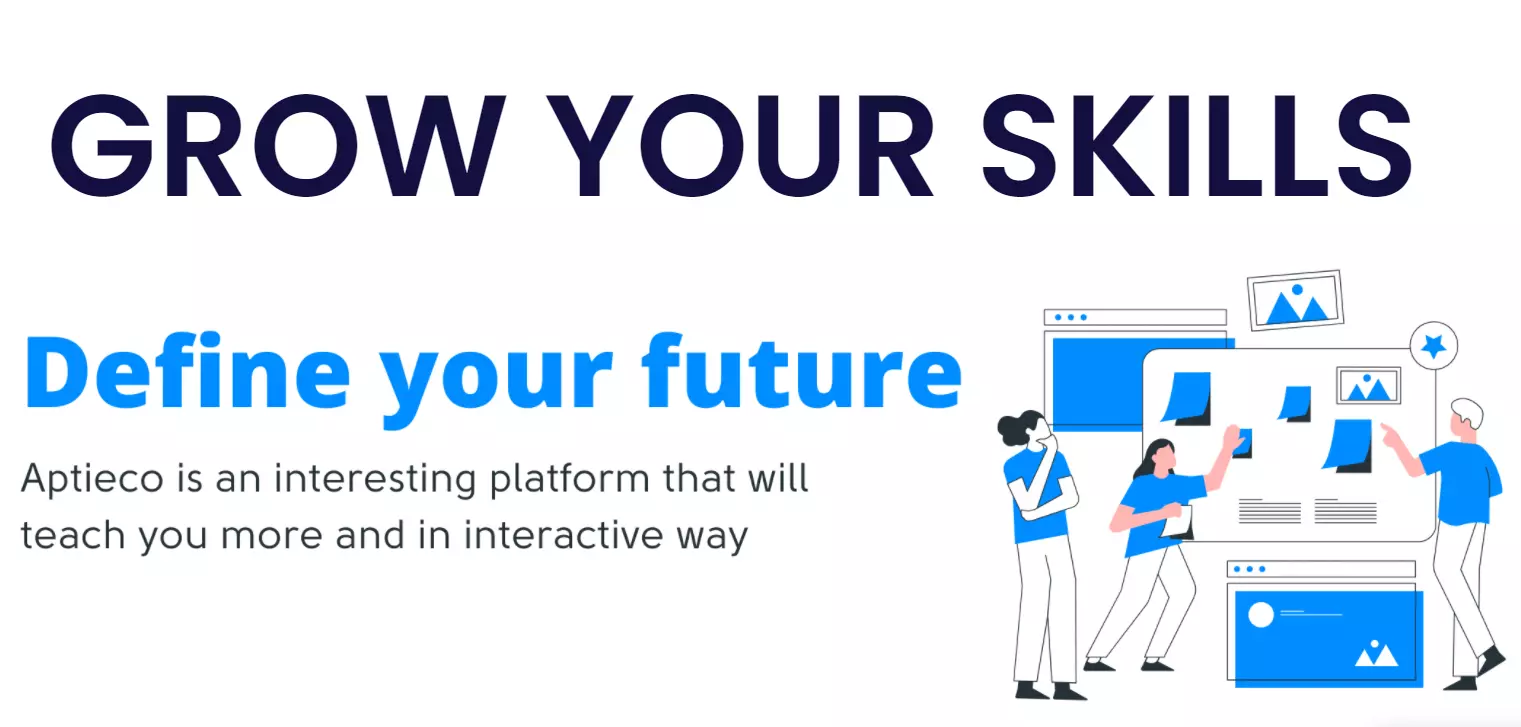 GROW YOUR SKILLS
Define your future
Aptieco is an interesting platform that will
teach you more and in interactive way